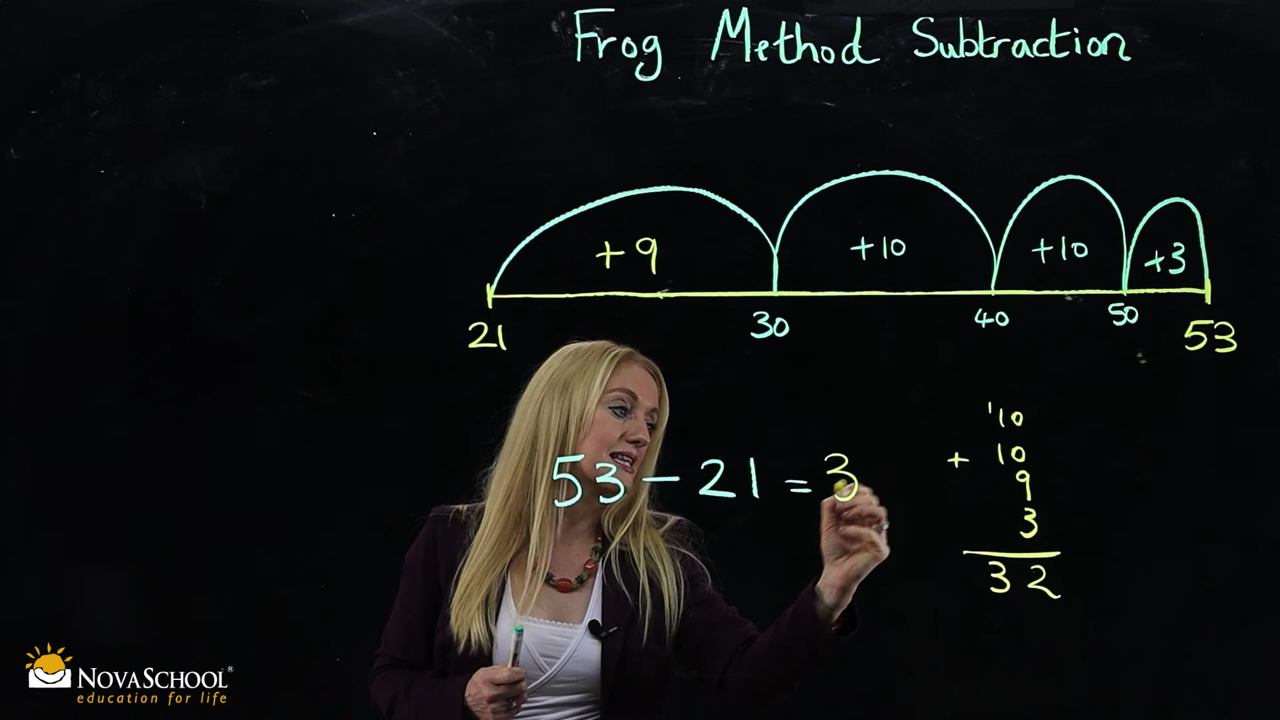 Frog Method Subtraction
+9 +10 +10 +3
21 30 40 50 53
53 - 21 = 3
¹10
+ 10
9
3
32
NOVASCHOOL®
education for life